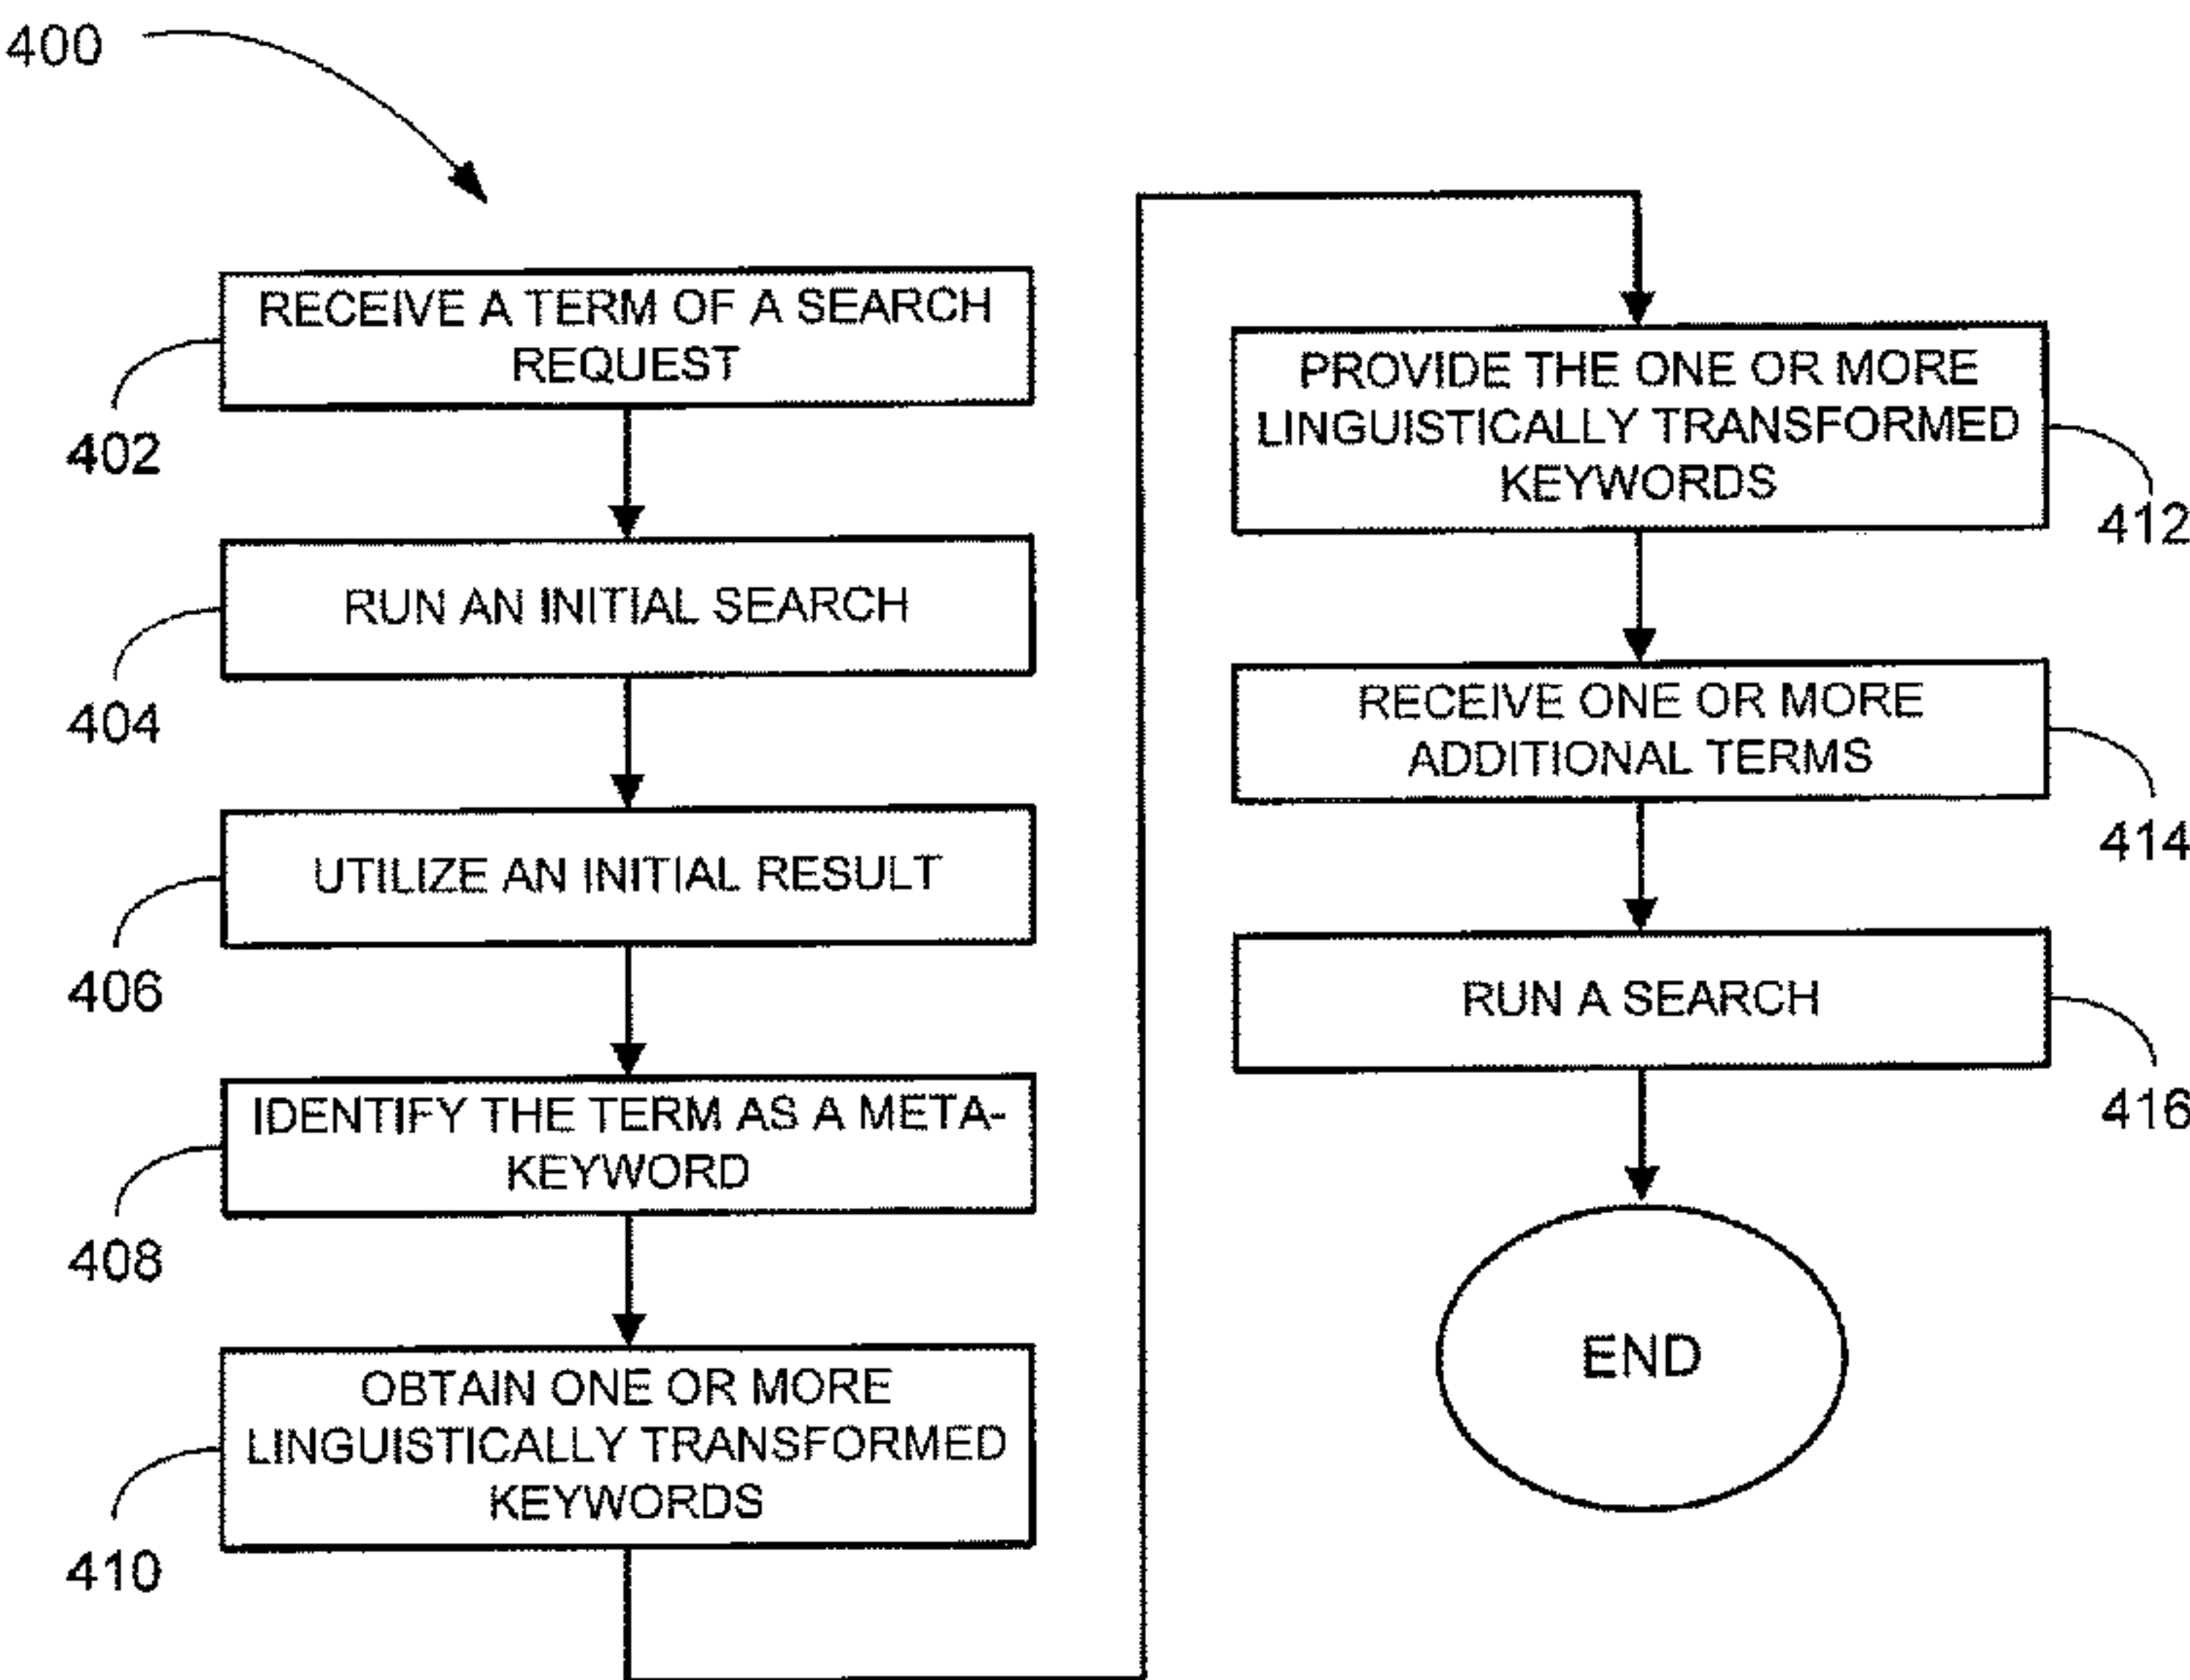 400
RECEIVE A TERM OF A SEARCH
REQUEST
402
RUN AN INITIAL SEARCH
404
UTILIZE AN INITIAL RESULT
406
IDENTIFY THE TERM AS A META-
KEYWORD
408
OBTAIN ONE OR MORE
LINGUISTICALLY TRANSFORMED
KEYWORDS
410
PROVIDE THE ONE OR MORE
LINGUISTICALLY TRANSFORMED
KEYWORDS
412
RECEIVE ONE OR MORE
ADDITIONAL TERMS
414
RUN A SEARCH
416
END